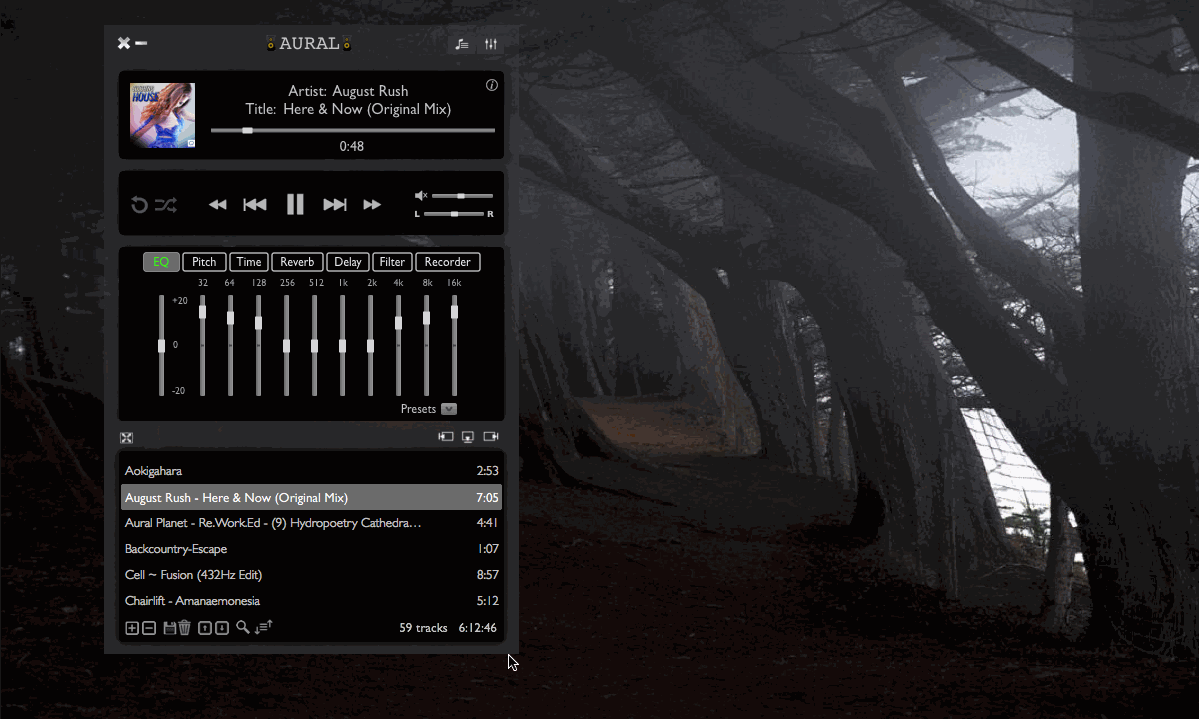 AURAL
HOUSE
Artist: August Rush
Title: Here & Now (Original Mix)
0:48
L R
EQ Pitch Time Reverb Delay Filter Recorder
32 64 128 256 512 1k 2k 4k 8k 16k
+20
0
-20
Presets
Aokigahara 2:53
August Rush - Here & Now (Original Mix) 7:05
Aural Planet - Re.Work.Ed - (9) Hydropoetry Cathedra… 4:41
Backcountry-Escape 1:07
Cell ~ Fusion (432Hz Edit) 8:57
Chairlift - Amanaemonesia 5:12
59 tracks 6:12:46